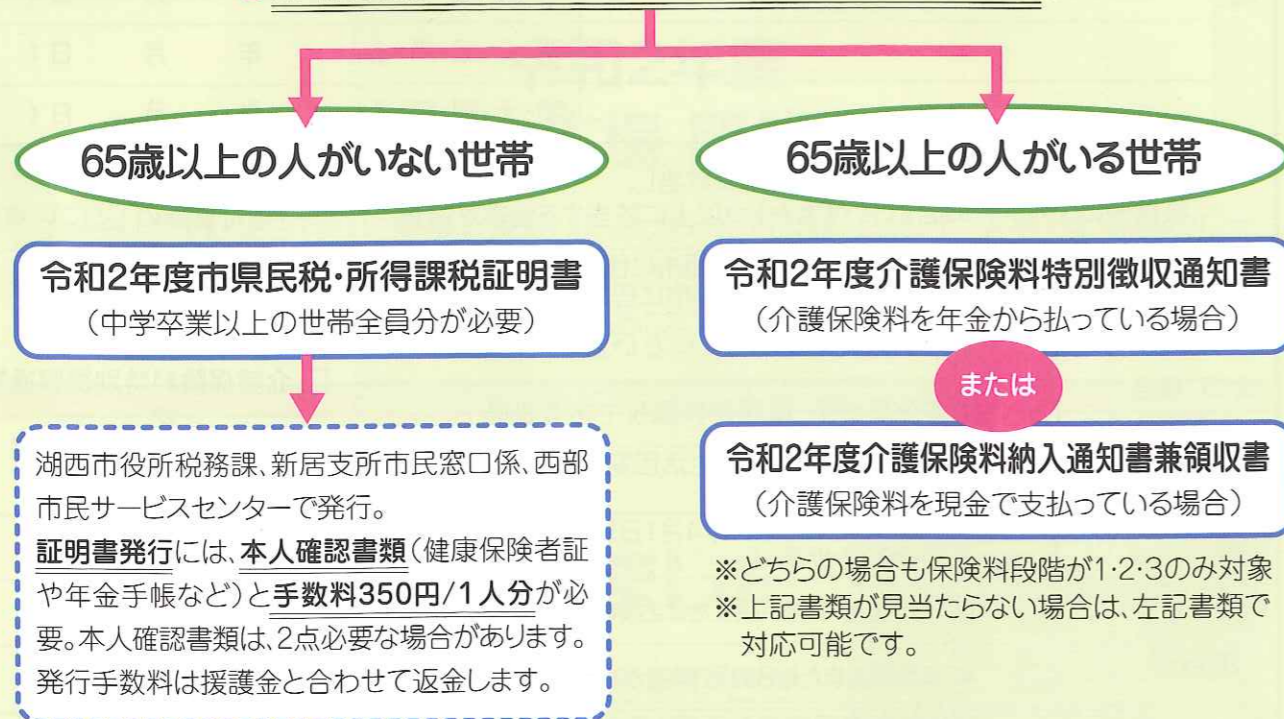 65歳以上の人がいない世帯
令和2年度市県民税・所得課税証明書
（中学卒業以上の世帯全員分が必要）
湖西市役所税務課、新居支所市民窓口係、西部
市民サービスセンターで発行。
証明書発行には、本人確認書類（健康保険者証
や年金手帳など）と手数料350円/1人分が必
要。本人確認書類は、2点必要な場合があります。
発行手数料は援護金と合わせて返金します。
65歳以上の人がいる世帯
令和2年度介護保険料特別徴収通知書
（介護保険料を年金から払っている場合）
または
令和2年度介護保険料納入通知書兼領収書
（介護保険料を現金で支払っている場合）
※どちらの場合も保険料段階が1・2・3のみ対象
※上記書類が見当たらない場合は、左記書類で
対応可能です。